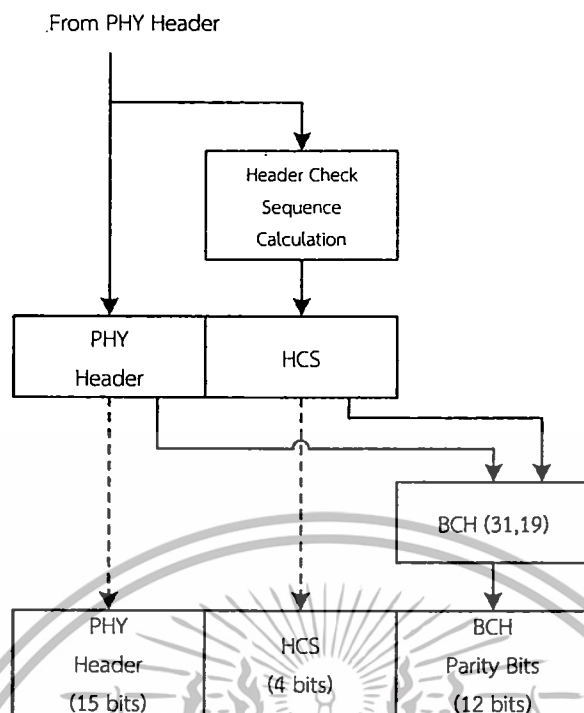 From PHY Header
Header Check
Sequence
Calculation
PHY
Header
HCS
BCH (31,19)
PHY
Header
(15 bits)
HCS
(4 bits)
BCH
Parity Bits
(12 bits)